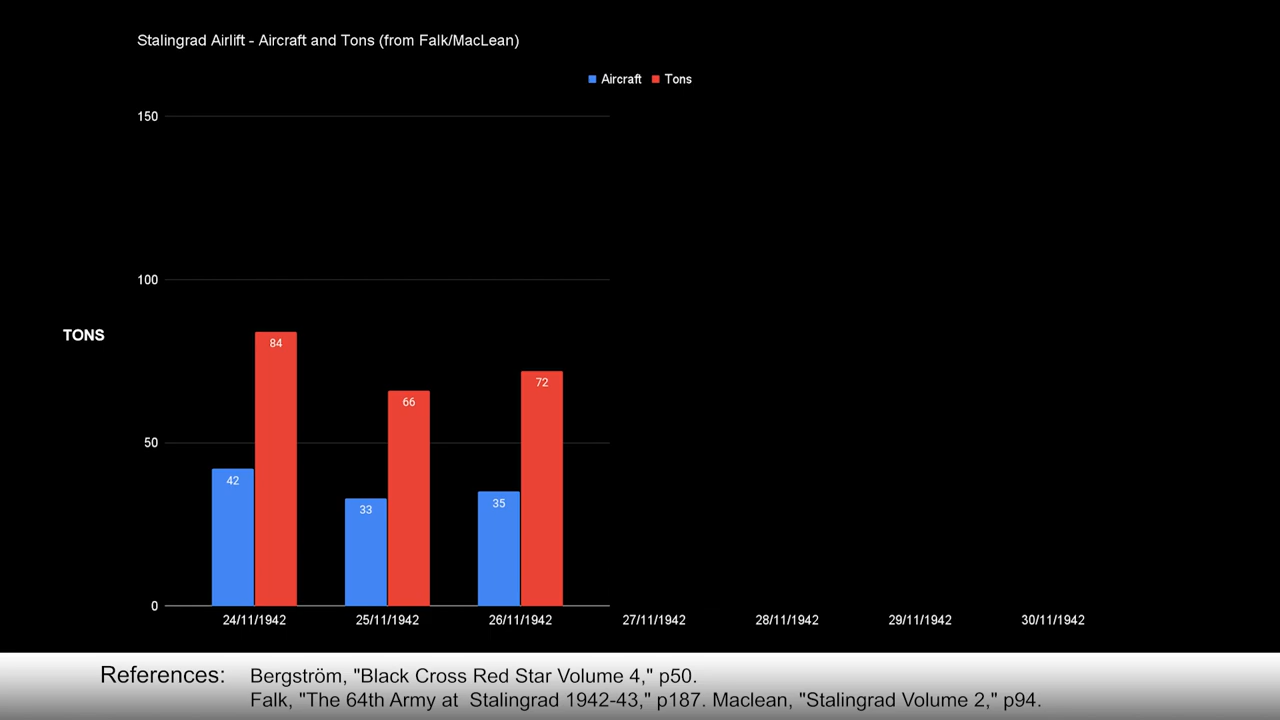 Stalingrad Airlift - Aircraft and Tons (from Falk/MacLean)
Aircraft Tons
150
100
TONS
84
72
66
50
42
35
33
0
24/11/1942 25/11/1942 26/11/1942 27/11/1942 28/11/1942 29/11/1942 30/11/1942
References: Bergström, "Black Cross Red Star Volume 4," p50.
Falk, "The 64th Army at Stalingrad 1942-43," p187. Maclean, "Stalingrad Volume 2," p94.